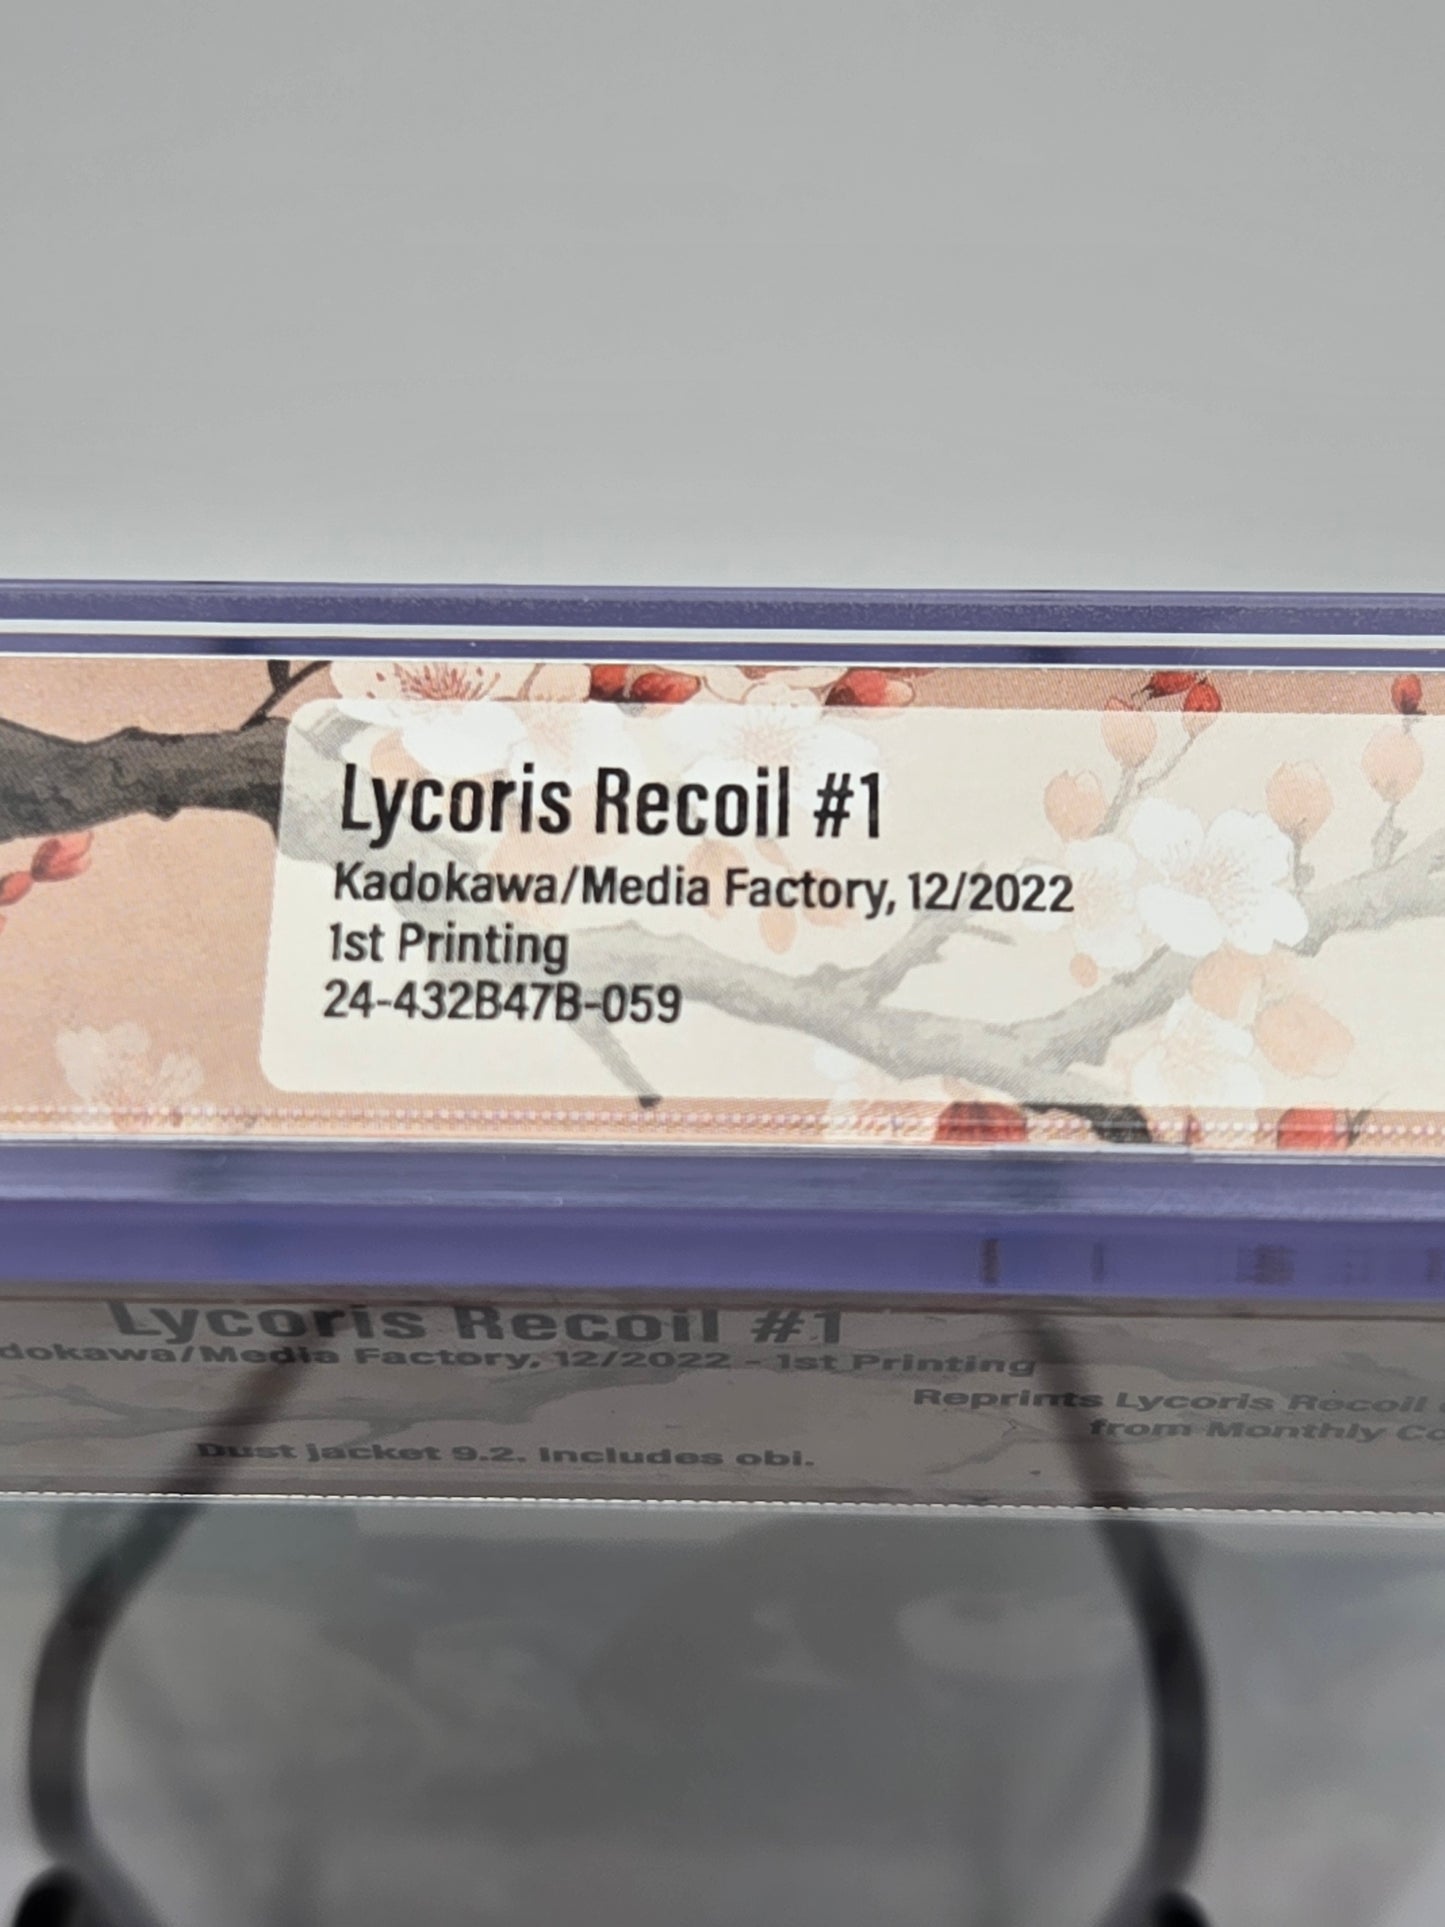 Lycoris Recoil #1
Kadokawa/Media Factory, 12/2022
1st Printing
24-432B47B-059
Lycoris Recoil #1
dokawa/Media Factory, 12/2022 - 1st Printing
Reprints Lycoris Recoil
from Monthly Co
Dust jacket 9.2. Includes obi.